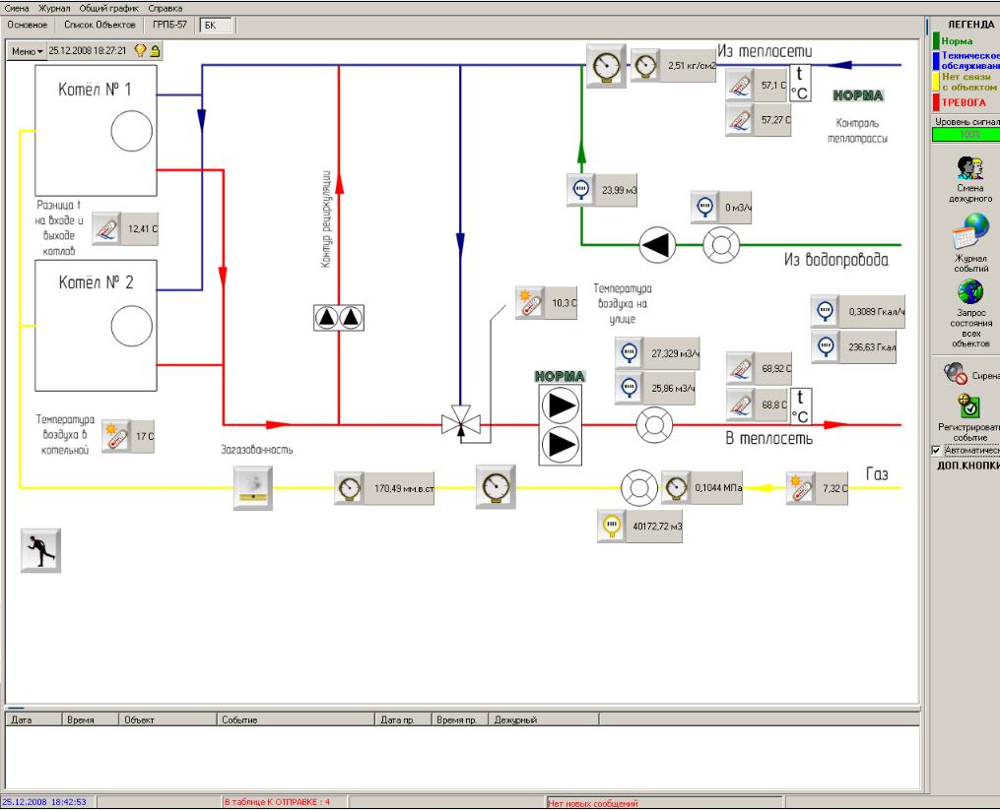 Смена Журнал Общий график Справка
Основное Список Объектов ГРПБ-57 БК
Меню 25.12.2008 18:27:21
Котёл № 1
Разница t
на входе и
выходе
котлов
12,41 С
Котёл № 2
Температура
воздуха в
котельной
17 С
Контур рециркуляции
Загазованность
170,49 мм.в.ст
2,51 кг/см2
Из теплосети
57,1 С
57,27 С
t
°C
НОРМА
Контроль
теплотрассы
23,99 м3
0 м3/ч
Из водопровода
10,3 С
Температура
воздуха на
улице
0,3089 Гкал/ч
236,63 Гкал
27,329 м3/ч
25,86 м3/ч
НОРМА
68,92 С
68,8 С
t
°C
В теплосеть
Газ
0,1044 МПа
7,32 С
40172,72 м3
ЛЕГЕНДА
Норма
Техническое
обслуживан
Нет связи
с объектом
ТРЕВОГА
Уровень сигнал
100%
Смена
дежурного
Журнал
событий
Запрос
состояния
всех
объектов
Сирена
Регистрировать
событие
Автоматическ
ДОП.КНОПКИ
Дата Время Объект Событие Дата пр. Время пр. Дежурный
25.12.2008 18:42:53 В таблице К ОТПРАВКЕ : 4 Нет новых сообщений